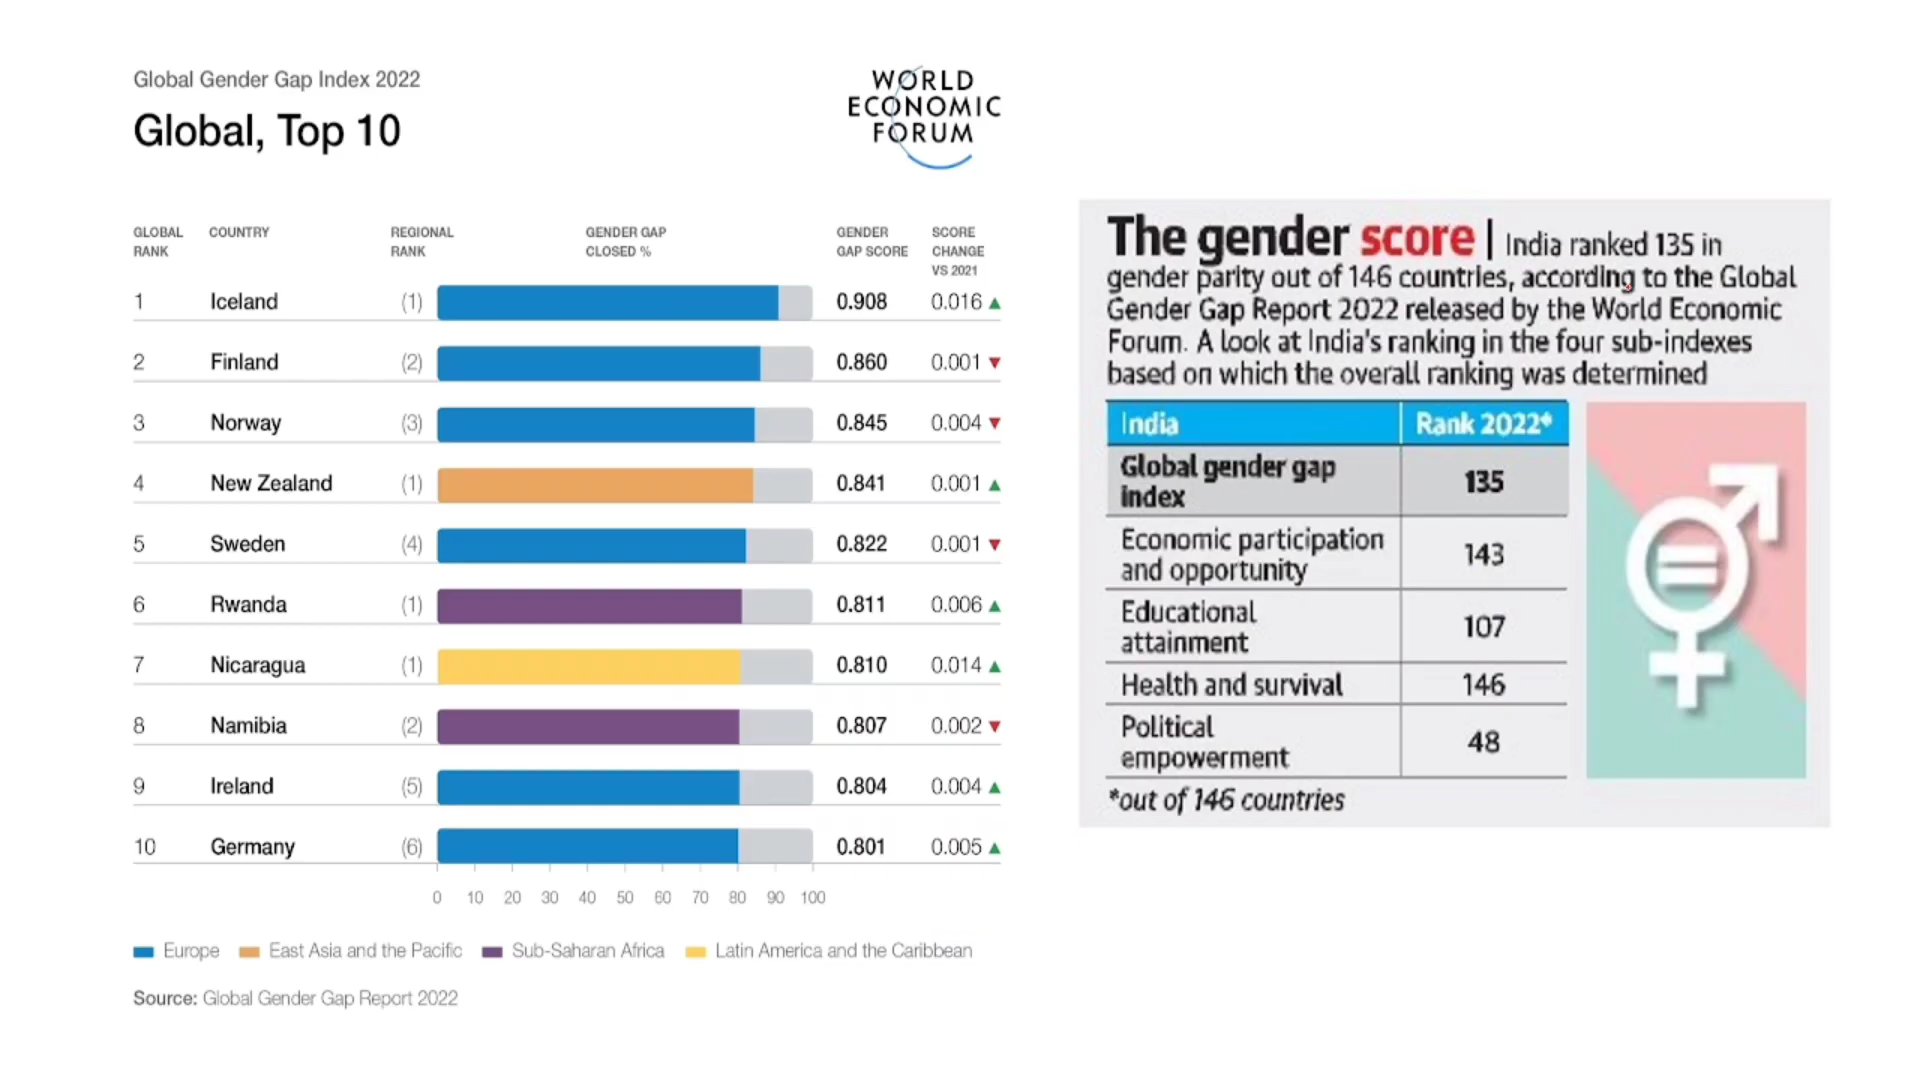 Global Gender Gap Index 2022
Global, Top 10
WORLD
ECONOMIC
FORUM
GLOBAL RANK COUNTRY REGIONAL RANK GENDER GAP CLOSED % GENDER GAP SCORE SCORE CHANGE VS 2021
1 Iceland (1) 0.908 0.016 ▲
2 Finland (2) 0.860 0.001 ▼
3 Norway (3) 0.845 0.004 ▼
4 New Zealand (1) 0.841 0.001 ▲
5 Sweden (4) 0.822 0.001 ▼
6 Rwanda (1) 0.811 0.006 ▲
7 Nicaragua (1) 0.810 0.014 ▲
8 Namibia (2) 0.807 0.002 ▼
9 Ireland (5) 0.804 0.004 ▲
10 Germany (6) 0.801 0.005 ▲
0 10 20 30 40 50 60 70 80 90 100
Europe East Asia and the Pacific Sub-Saharan Africa Latin America and the Caribbean
Source: Global Gender Gap Report 2022
The gender score | India ranked 135 in
gender parity out of 146 countries, according to the Global
Gender Gap Report 2022 released by the World Economic
Forum. A look at India's ranking in the four sub-indexes
based on which the overall ranking was determined
India Rank 2022*
Global gender gap
index 135
Economic participation
and opportunity 143
Educational
attainment 107
Health and survival 146
Political
empowerment 48
*out of 146 countries